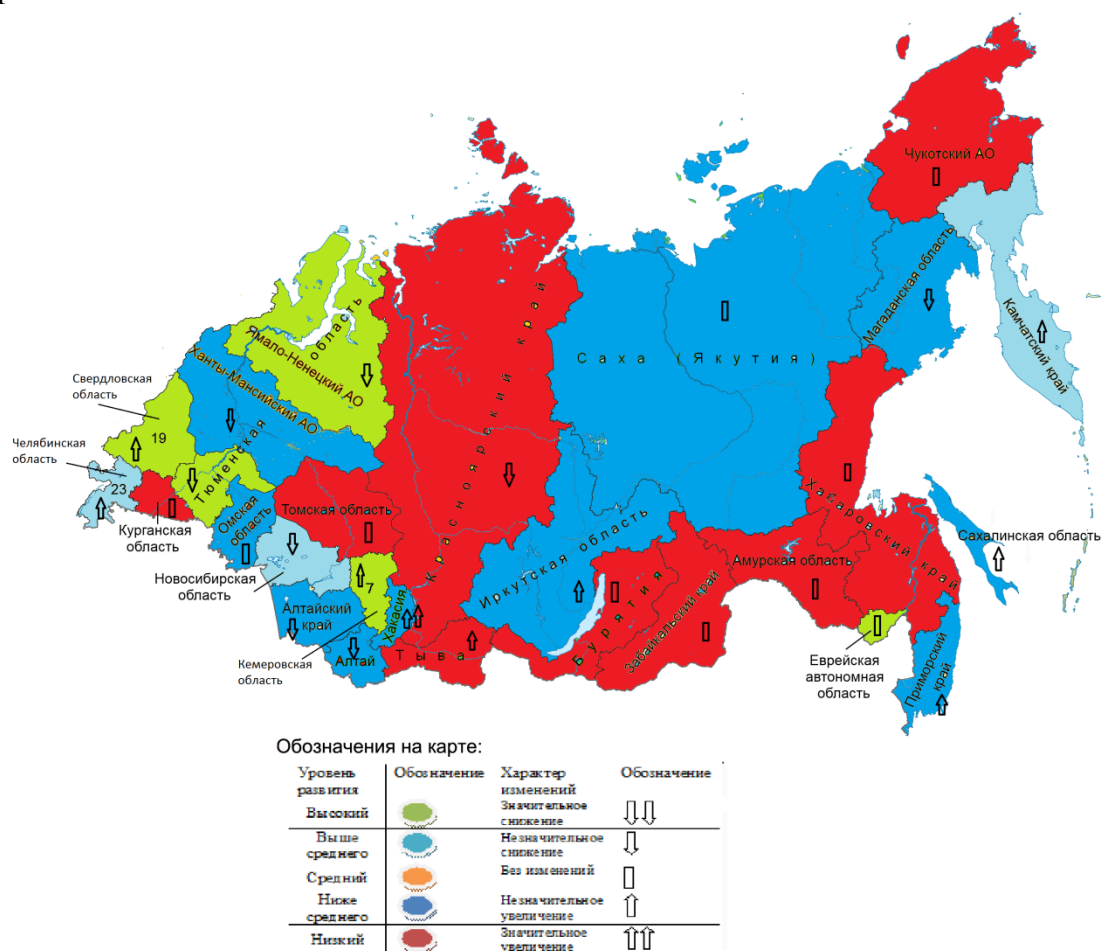 Чукотский АО
Магаданская область
Камчатский край
Саха (Якутия)
Красноярский край
область
Ямало-Ненецкий АО
Ханты-Мансийский АО
Свердловская
область
19
Челябинская
область
23
Тюменская
Курганская
область
Омская
область
Томская область
Новосибирская
область
7
Алтайский
край
Хакасия
Кемеровская
область
Алтай
Тыва
Иркутская область
Бурятия
Забайкальский край
Амурская область
Хабаровский край
Сахалинская область
Еврейская
автономная
область
Приморский
край
Обозначения на карте:
Уровень
развития
Обозначение
Характер
изменений
Обозначение
Высокий
Значительное
снижение
Выше
среднего
Незначительное
снижение
Средний
Без изменений
Ниже
среднего
Незначительное
увеличение
Низкий
Значительное
увеличение